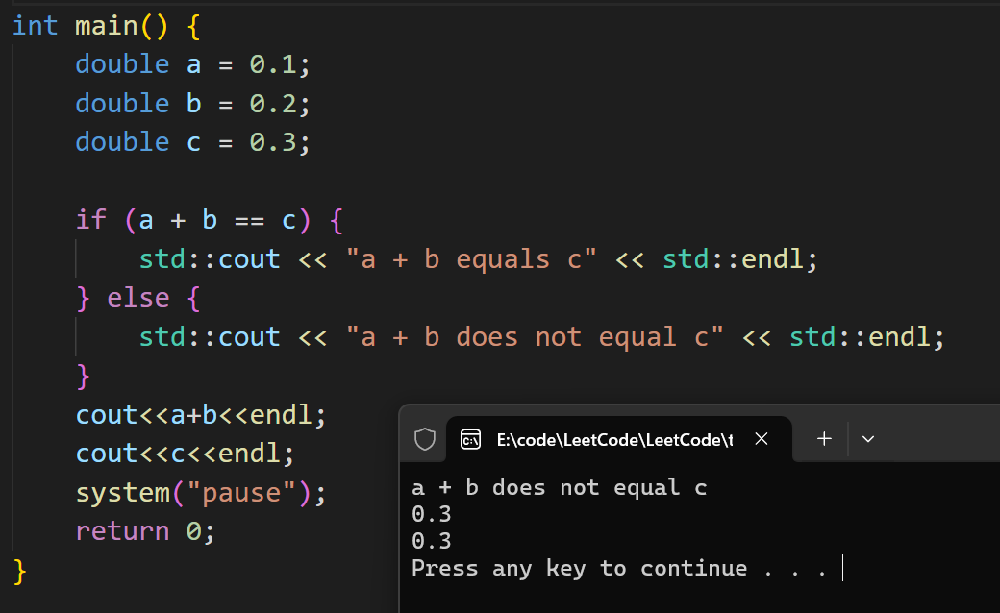 int main() {
    double a = 0.1;
    double b = 0.2;
    double c = 0.3;
    if (a + b == c) {
        std::cout << "a + b equals c" << std::endl;
    } else {
        std::cout << "a + b does not equal c" << std::endl;
    }
    cout<<a+b<<endl;
    cout<<c<<endl;
    system("pause");
    return 0;
}
E:\code\LeetCode\LeetCode\t
a + b does not equal c
0.3
0.3
Press any key to continue . . .